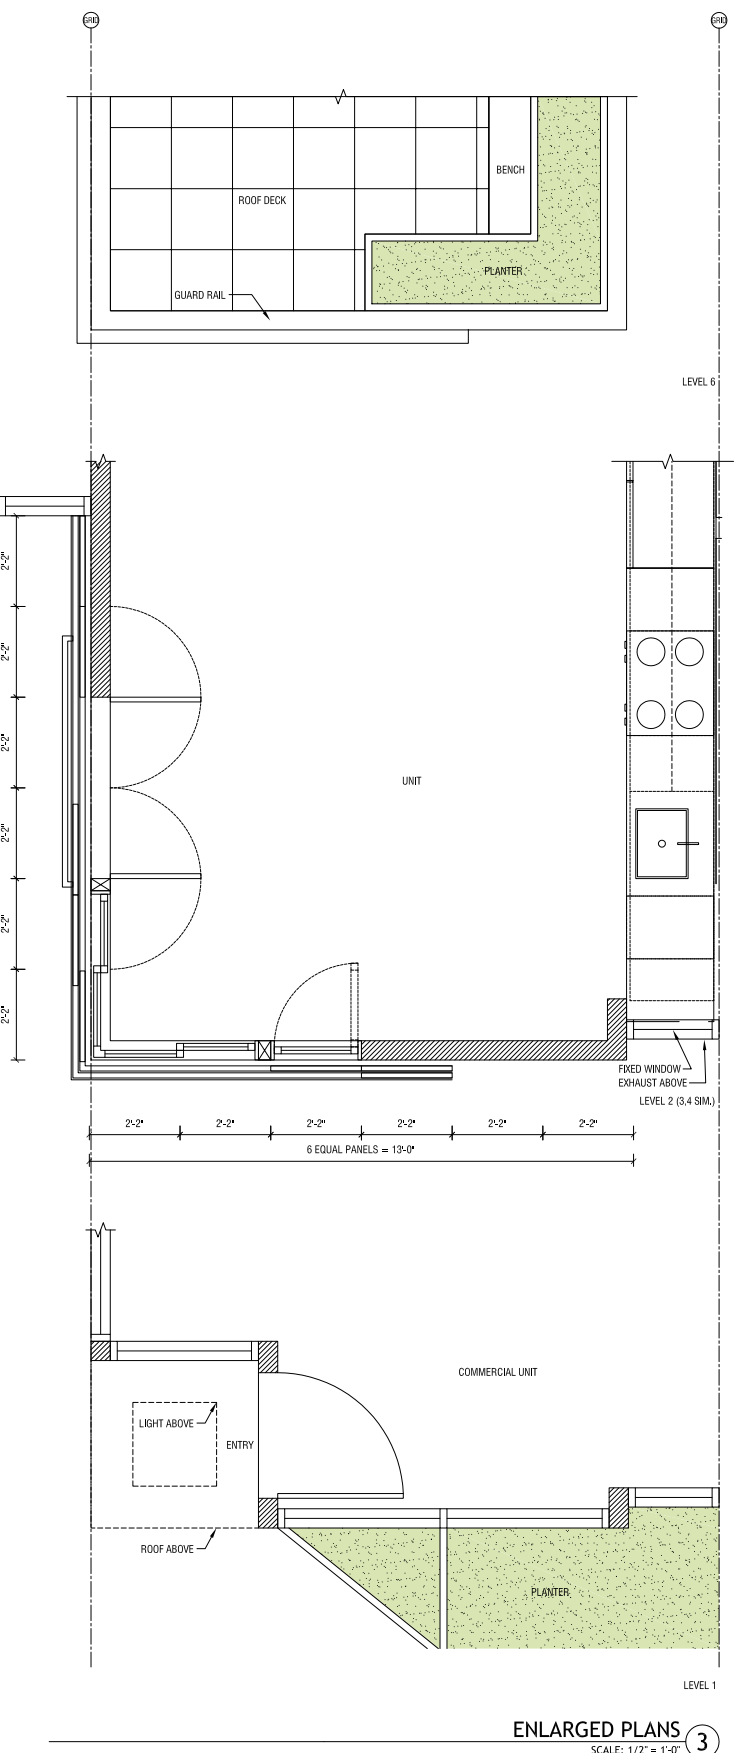 GRID
GRID
ROOF DECK
BENCH
PLANTER
GUARD RAIL
LEVEL 6
2'-2"
2'-2"
2'-2"
2'-2"
2'-2"
2'-2"
UNIT
FIXED WINDOW
EXHAUST ABOVE
LEVEL 2 (3,4 SIM.)
2'-2" 2'-2" 2'-2" 2'-2" 2'-2" 2'-2"
6 EQUAL PANELS = 13'-0"
COMMERCIAL UNIT
LIGHT ABOVE
ENTRY
ROOF ABOVE
PLANTER
LEVEL 1
ENLARGED PLANS 3
SCALE: 1/2" = 1'-0"